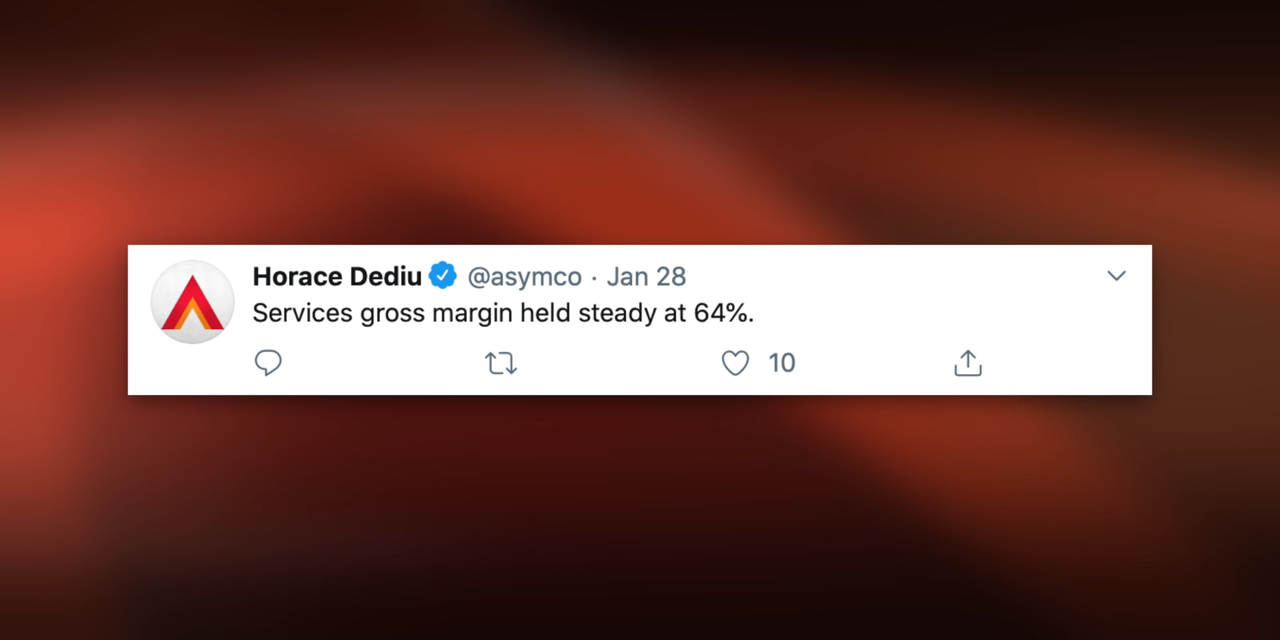 Horace Dediu @asymco · Jan 28
Services gross margin held steady at 64%.
10